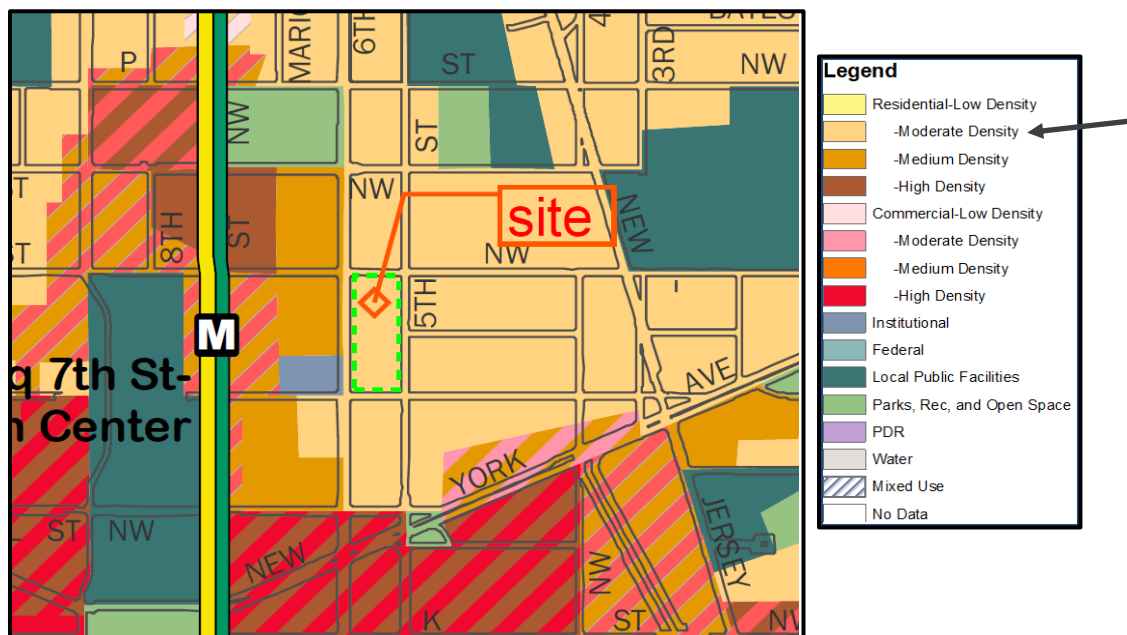 BATES
P
MARIO
6TH
ST
4
3RD
NW
NW
ST
NW
NEW
ST
8TH
ST
site
ST
NW
5TH
M
q 7th St-
n Center
AVE
YORK
ST
NW
NEW
NW
JERSEY
K
ST
NW
Legend
Residential-Low Density
-Moderate Density
-Medium Density
-High Density
Commercial-Low Density
-Moderate Density
-Medium Density
-High Density
Institutional
Federal
Local Public Facilities
Parks, Rec, and Open Space
PDR
Water
Mixed Use
No Data